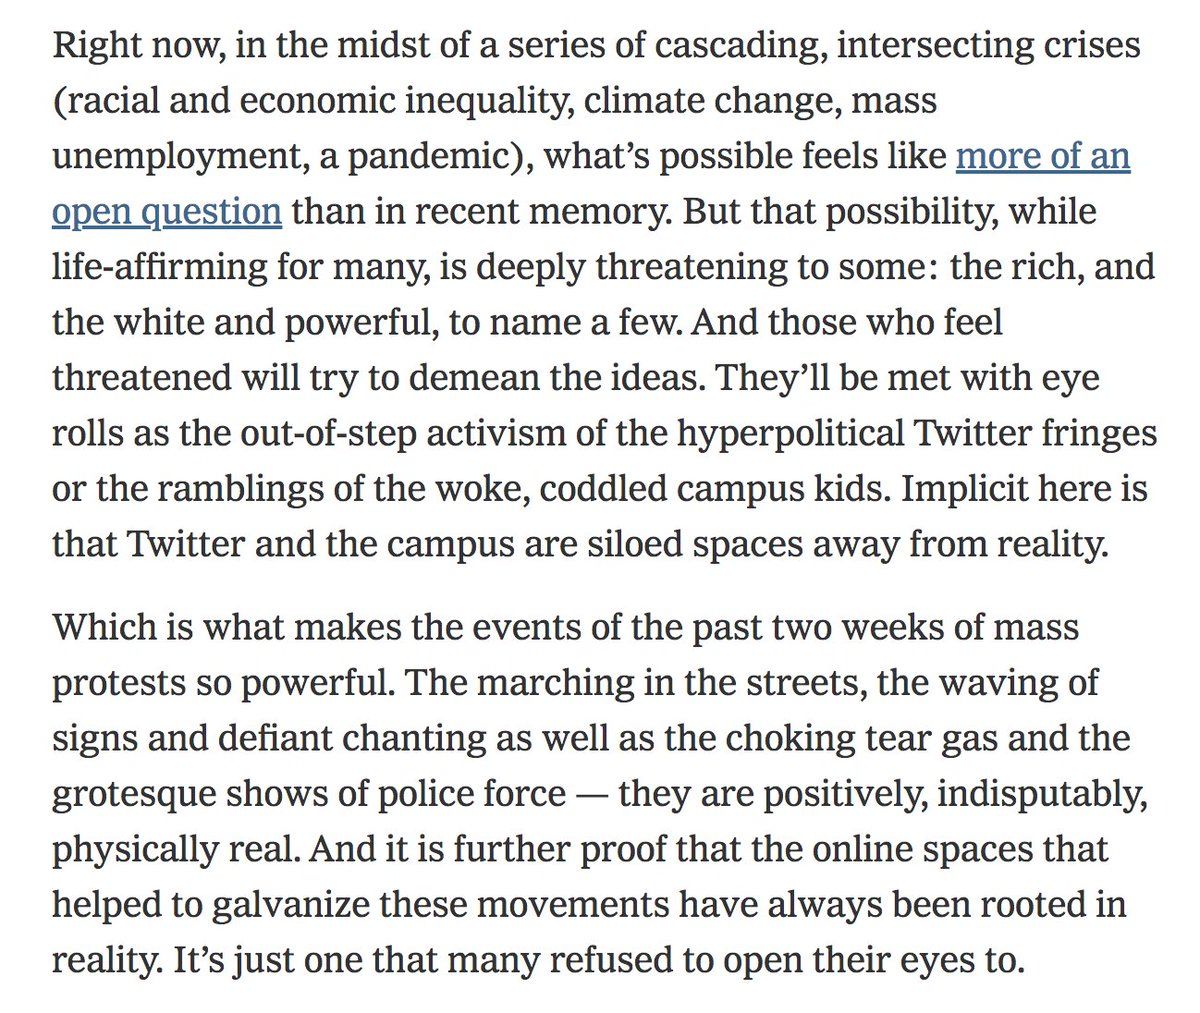 Right now, in the midst of a series of cascading, intersecting crises
(racial and economic inequality, climate change, mass
unemployment, a pandemic), what’s possible feels like more of an
open question than in recent memory. But that possibility, while
life-affirming for many, is deeply threatening to some: the rich, and
the white and powerful, to name a few. And those who feel
threatened will try to demean the ideas. They’ll be met with eye
rolls as the out-of-step activism of the hyperpolitical Twitter fringes
or the ramblings of the woke, coddled campus kids. Implicit here is
that Twitter and the campus are siloed spaces away from reality.
Which is what makes the events of the past two weeks of mass
protests so powerful. The marching in the streets, the waving of
signs and defiant chanting as well as the choking tear gas and the
grotesque shows of police force — they are positively, indisputably,
physically real. And it is further proof that the online spaces that
helped to galvanize these movements have always been rooted in
reality. It’s just one that many refused to open their eyes to.